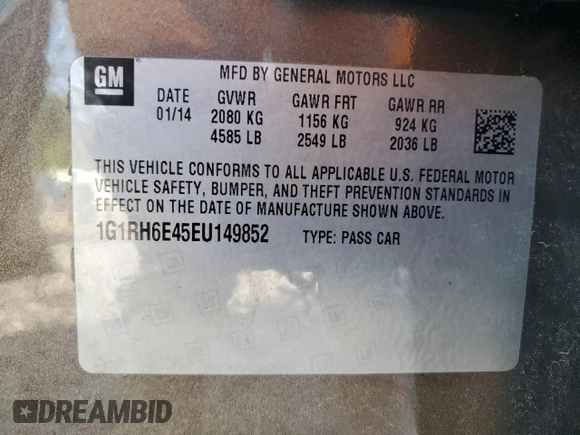 GM
MFD BY GENERAL MOTORS LLC
DATE GVWR GAWR FRT GAWR RR
01/14 2080 KG 1156 KG 924 KG
4585 LB 2549 LB 2036 LB
THIS VEHICLE CONFORMS TO ALL APPLICABLE U.S. FEDERAL MOTOR
VEHICLE SAFETY, BUMPER, AND THEFT PREVENTION STANDARDS IN
EFFECT ON THE DATE OF MANUFACTURE SHOWN ABOVE.
1G1RH6E45EU149852 TYPE: PASS CAR
DREAMBID